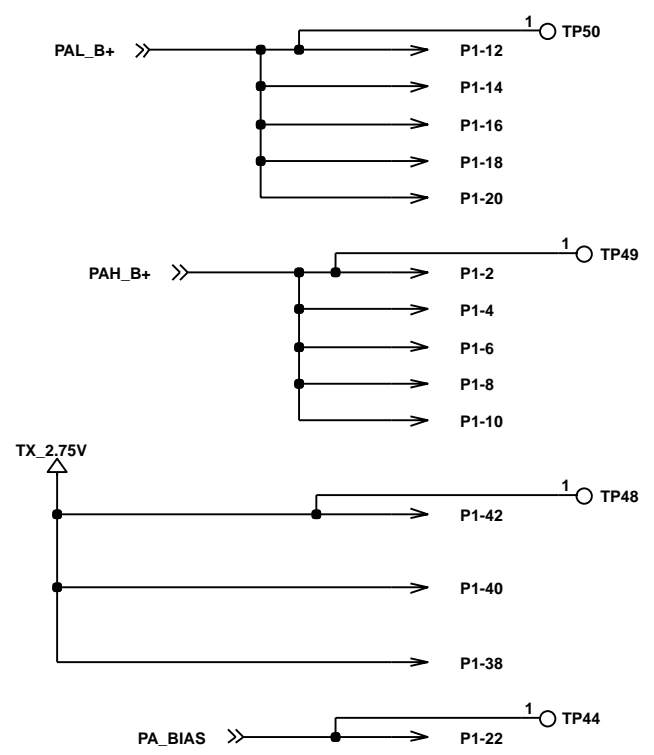 1 TP50
PAL_B+ P1-12
P1-14
P1-16
P1-18
P1-20
1 TP49
PAH_B+ P1-2
P1-4
P1-6
P1-8
P1-10
TX_2.75V
1 TP48
P1-42
P1-40
P1-38
1 TP44
PA_BIAS P1-22